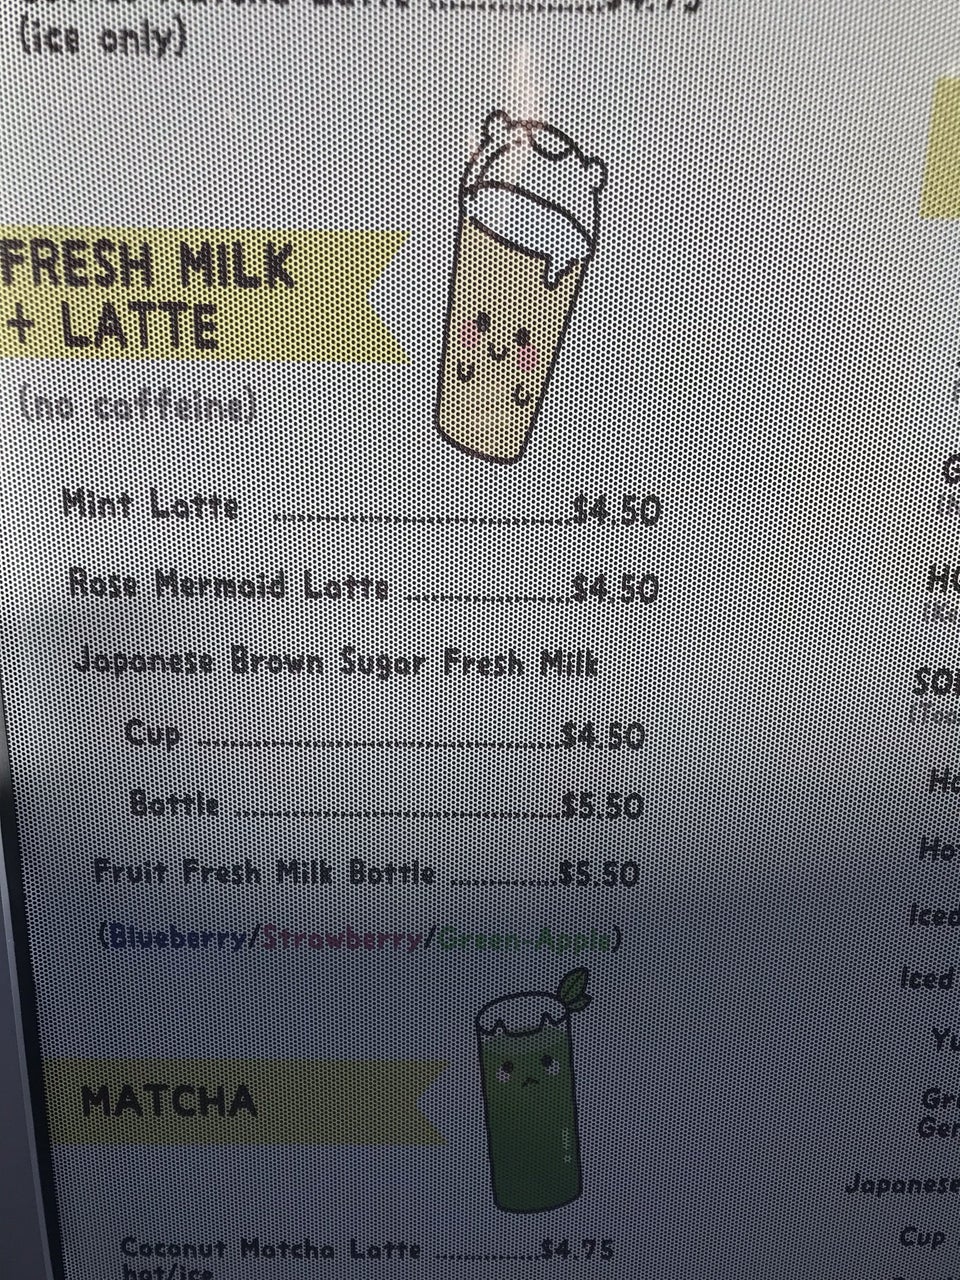 (ice only)
FRESH MILK
+ LATTE
(no caffeine)
Mint Latte ........................$4.50
Rose Mermaid Latte ..............$4.50
Japanese Brown Sugar Fresh Milk
Cup ..............................$4.50
Bottle ...........................$5.50
Fruit Fresh Milk Bottle ..........$5.50
(Blueberry/Strawberry/Green-Apple)
MATCHA
Coconut Matcha Latte ..........$4.75
hot/ice
Iced
Iced
Japanese
Cup